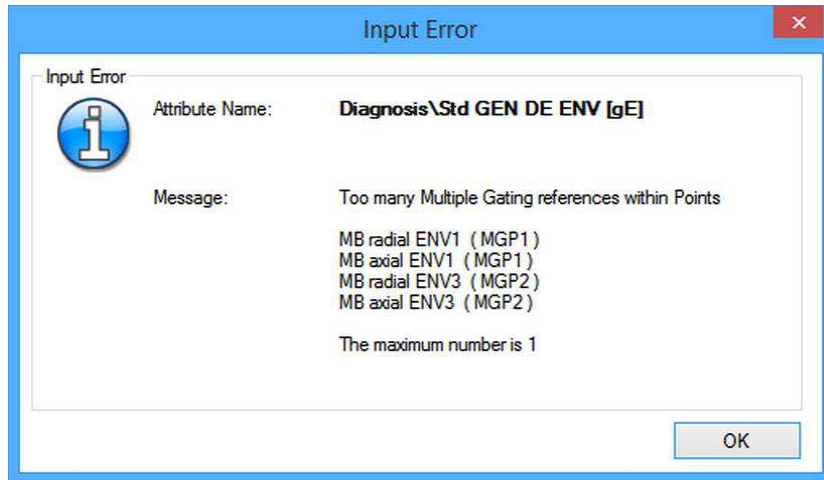 Input Error
Input Error
Attribute Name: Diagnosis\Std GEN DE ENV [gE]
Message: Too many Multiple Gating references within Points
MB radial ENV1 ( MGP1 )
MB axial ENV1 ( MGP1 )
MB radial ENV3 ( MGP2 )
MB axial ENV3 ( MGP2 )
The maximum number is 1
OK